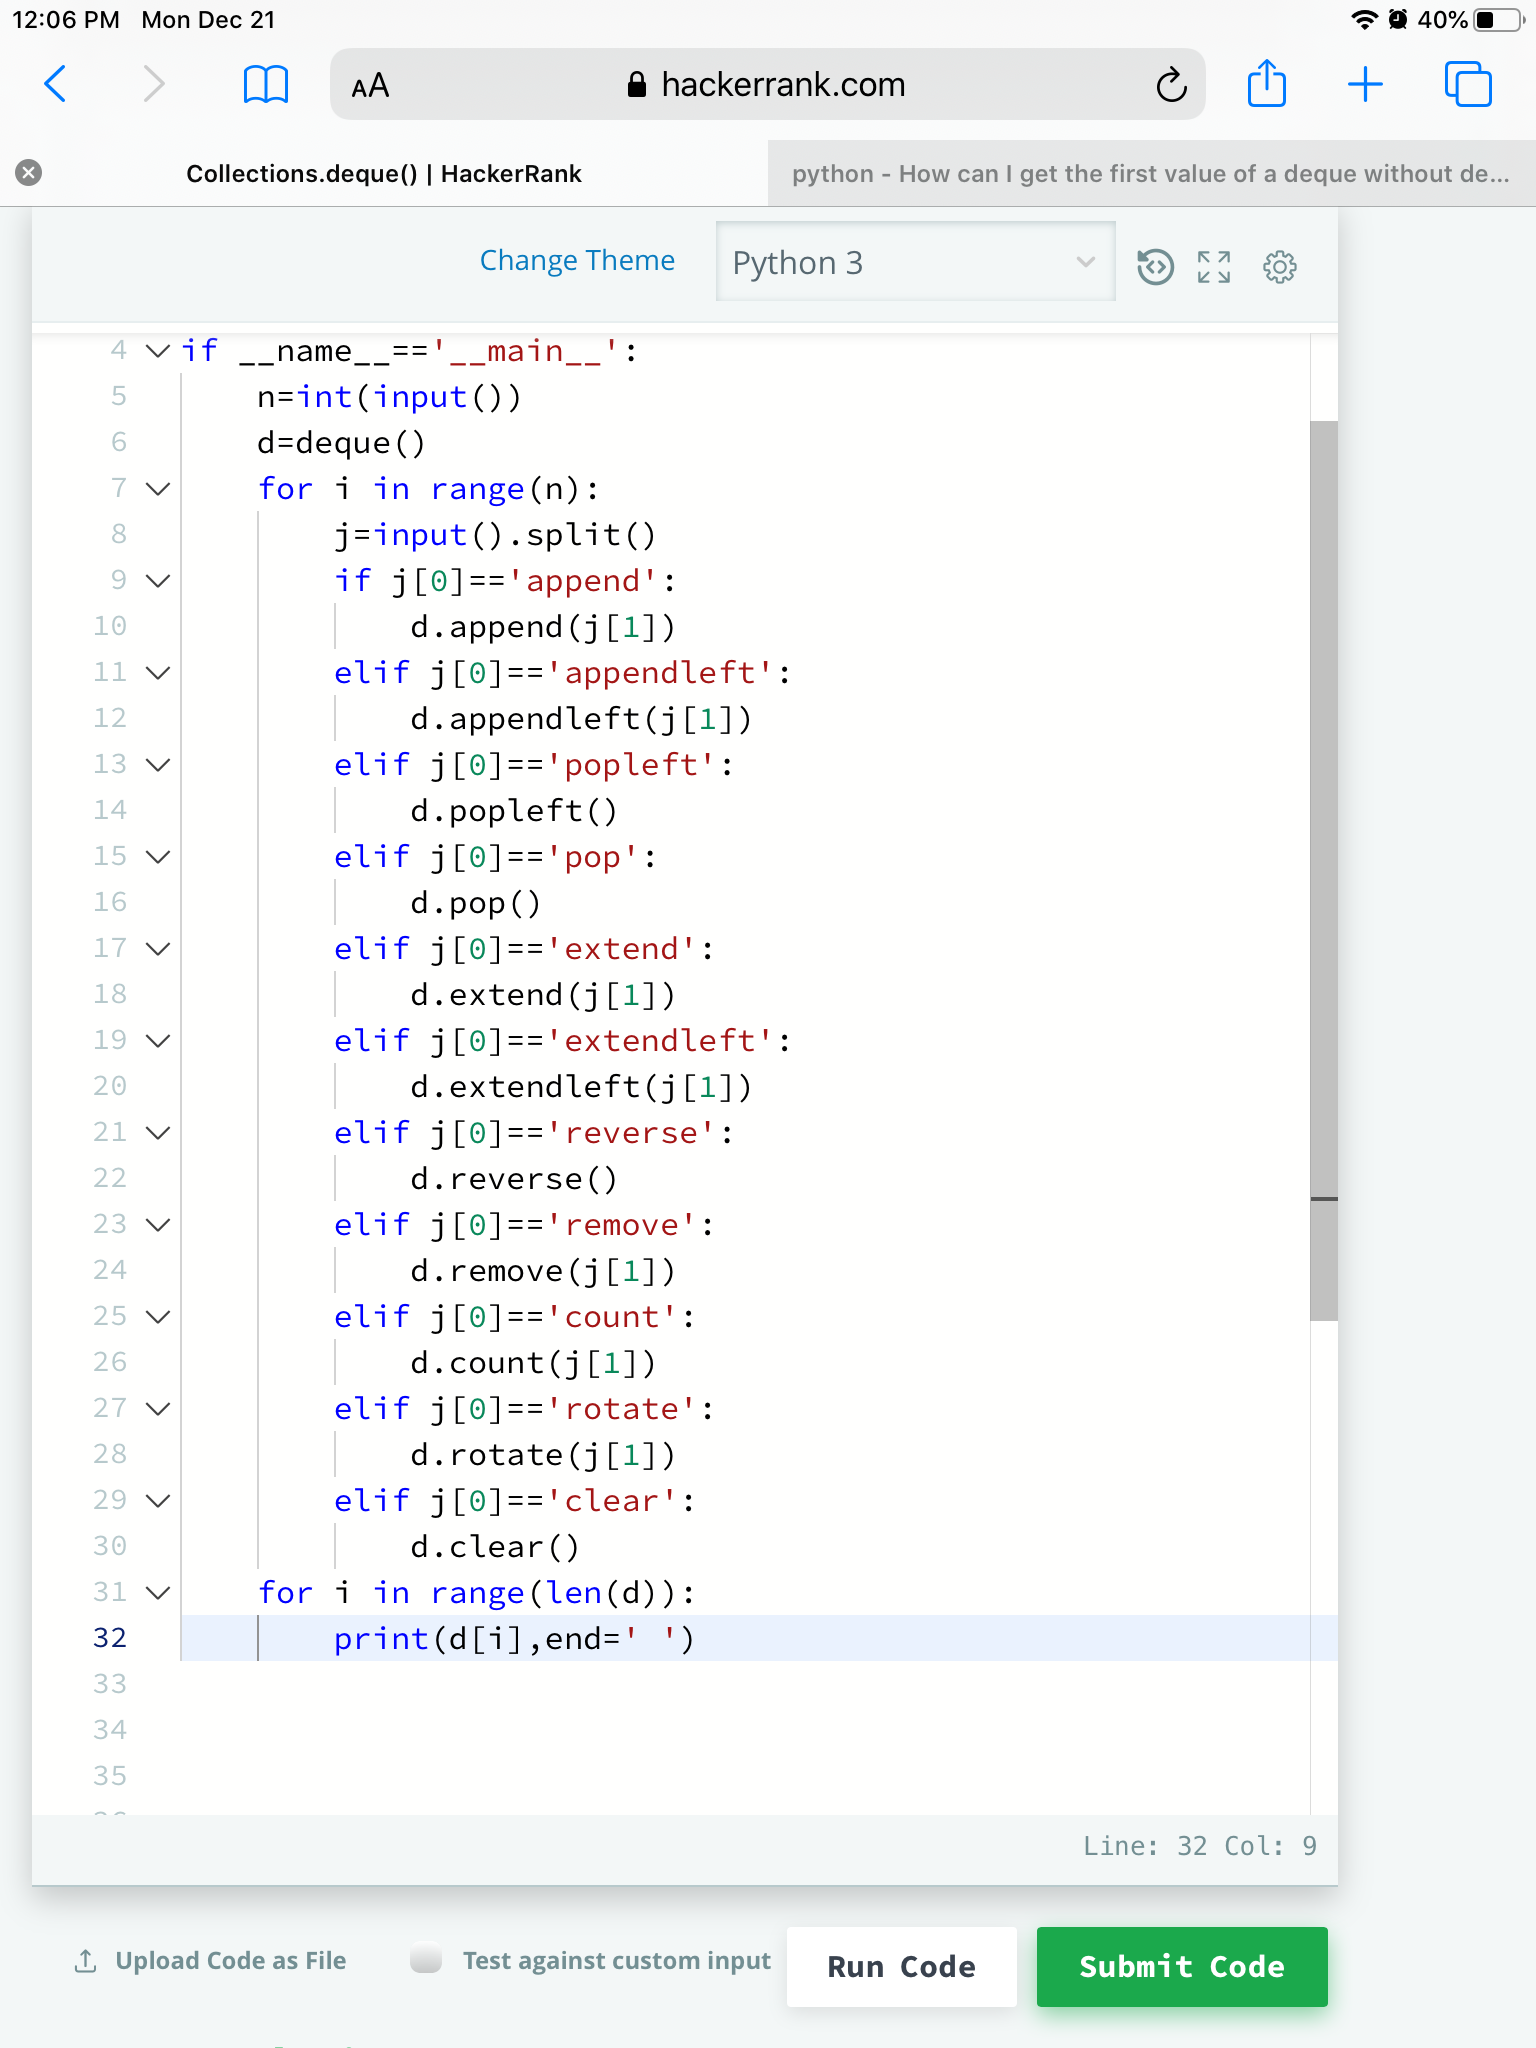 12:06 PM Mon Dec 21
40%
AA hackerrank.com
Collections.deque() | HackerRank
python - How can I get the first value of a deque without de...
Change Theme
Python 3
4 if __name__=='__main__':
5 n=int(input())
6 d=deque()
7 for i in range(n):
8 j=input().split()
9 if j[0]=='append':
10 d.append(j[1])
11 elif j[0]=='appendleft':
12 d.appendleft(j[1])
13 elif j[0]=='popleft':
14 d.popleft()
15 elif j[0]=='pop':
16 d.pop()
17 elif j[0]=='extend':
18 d.extend(j[1])
19 elif j[0]=='extendleft':
20 d.extendleft(j[1])
21 elif j[0]=='reverse':
22 d.reverse()
23 elif j[0]=='remove':
24 d.remove(j[1])
25 elif j[0]=='count':
26 d.count(j[1])
27 elif j[0]=='rotate':
28 d.rotate(j[1])
29 elif j[0]=='clear':
30 d.clear()
31 for i in range(len(d)):
32 print(d[i],end=' ')
33
34
35
Line: 32 Col: 9
Upload Code as File
Test against custom input
Run Code
Submit Code